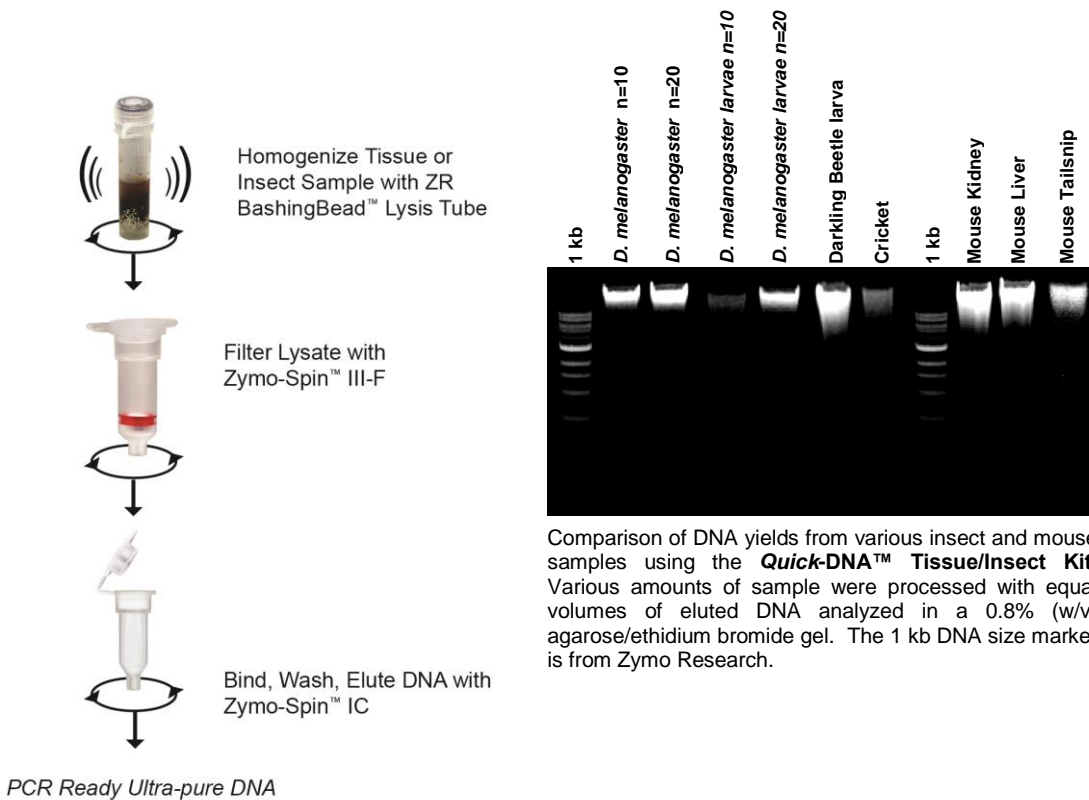 Homogenize Tissue or
Insect Sample with ZR
BashingBead™ Lysis Tube
Filter Lysate with
Zymo-Spin™ III-F
Bind, Wash, Elute DNA with
Zymo-Spin™ IC
PCR Ready Ultra-pure DNA
1 kb
D. melanogaster n=10
D. melanogaster n=20
D. melanogaster larvae n=10
D. melanogaster larvae n=20
Darkling Beetle larva
Cricket
1 kb
Mouse Kidney
Mouse Liver
Mouse Tailsnip
Comparison of DNA yields from various insect and mouse
samples using the Quick-DNA™ Tissue/Insect Kit
Various amounts of sample were processed with equa
volumes of eluted DNA analyzed in a 0.8% (w/v
agarose/ethidium bromide gel. The 1 kb DNA size marke
is from Zymo Research.